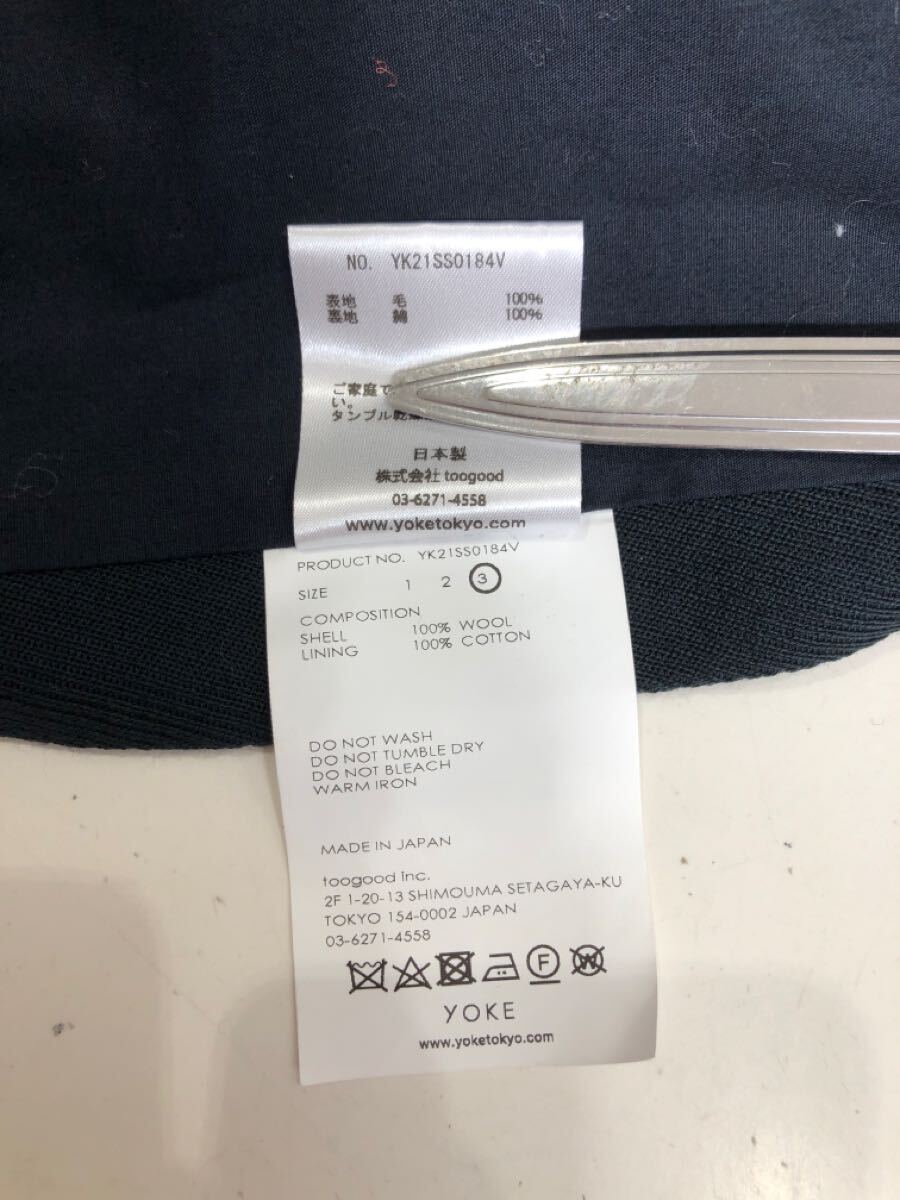 NO. YK21SS0184V
表地 毛 100%
裏地 綿 100%
ご家庭で
い。
タンブル乾
日本製
株式会社 toogood
03-6271-4558
www.yoketokyo.com
PRODUCT NO. YK21SS0184V
SIZE 1 2 3
COMPOSITION
SHELL 100% WOOL
LINING 100% COTTON
DO NOT WASH
DO NOT TUMBLE DRY
DO NOT BLEACH
WARM IRON
MADE IN JAPAN
toogood inc.
2F 1-20-13 SHIMOUMA SETAGAYA-KU
TOKYO 154-0002 JAPAN
03-6271-4558
F W
YOKE
www.yoketokyo.com